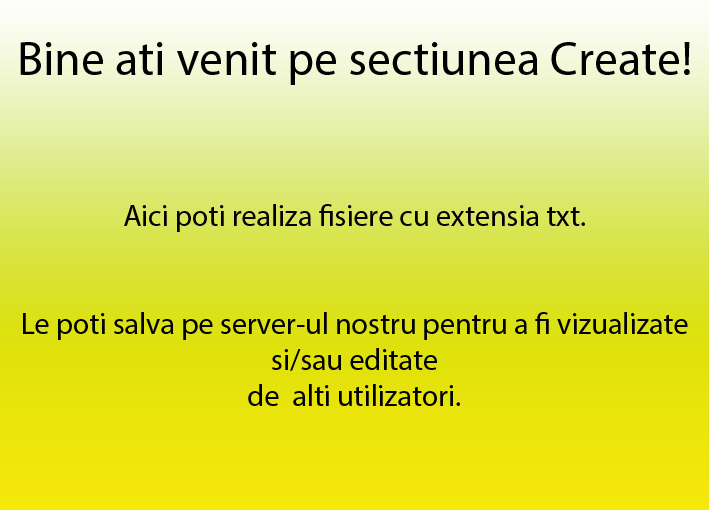 Bine ati venit pe sectiunea Create!
Aici poti realiza fisiere cu extensia txt.
Le poti salva pe server-ul nostru pentru a fi vizualizate
si/sau editate
de  alti utilizatori.